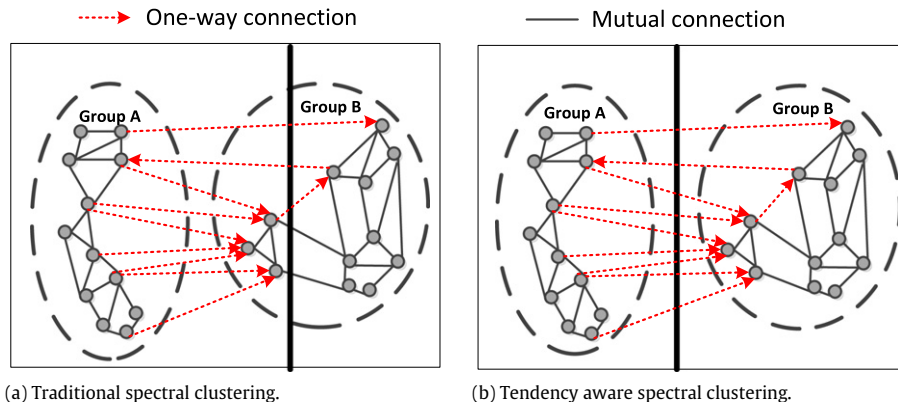 One-way connection
Mutual connection
Group A
Group B
Group A
Group B
(a) Traditional spectral clustering.
(b) Tendency aware spectral clustering.